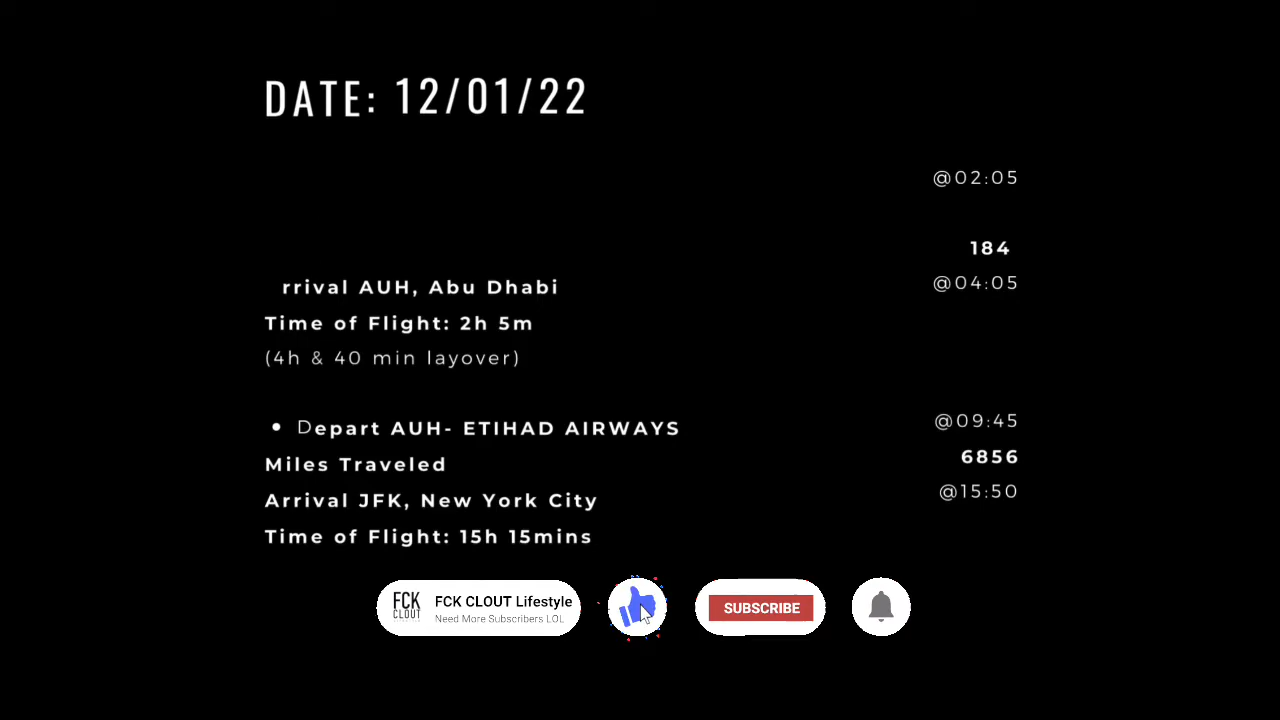 DATE: 12/01/22
@02:05
184
rrival AUH, Abu Dhabi @04:05
Time of Flight: 2h 5m
(4h & 40 min layover)
• Depart AUH- ETIHAD AIRWAYS @09:45
Miles Traveled 6856
Arrival JFK, New York City @15:50
Time of Flight: 15h 15mins
FCK CLOUT
FCK CLOUT Lifestyle
Need More Subscribers LOL
SUBSCRIBE